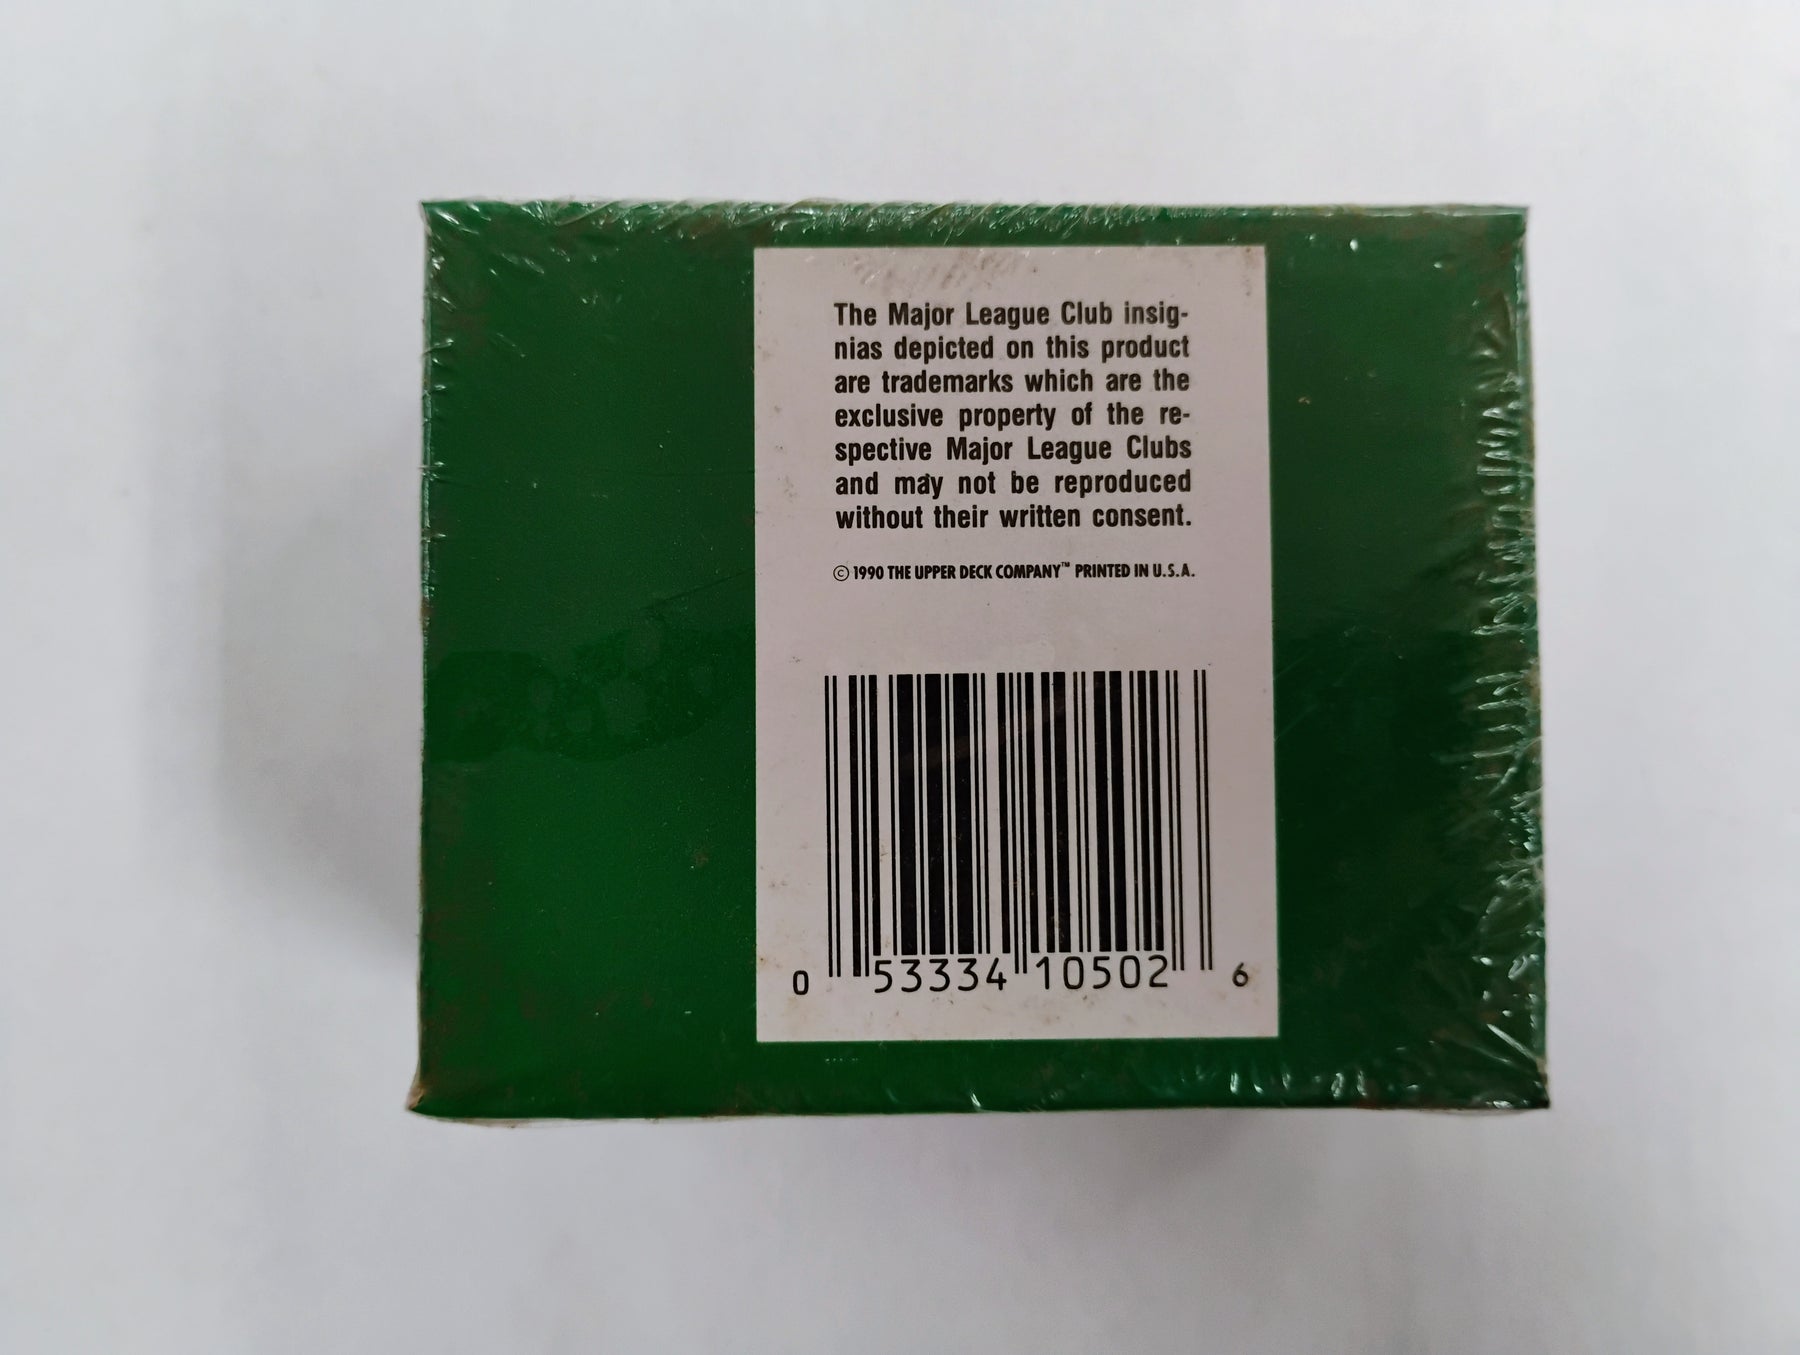 The Major League Club insig-
nias depicted on this product
are trademarks which are the
exclusive property of the re-
spective Major League Clubs
and may not be reproduced
without their written consent.
© 1990 THE UPPER DECK COMPANY™ PRINTED IN U.S.A.
0 53334 10502 6